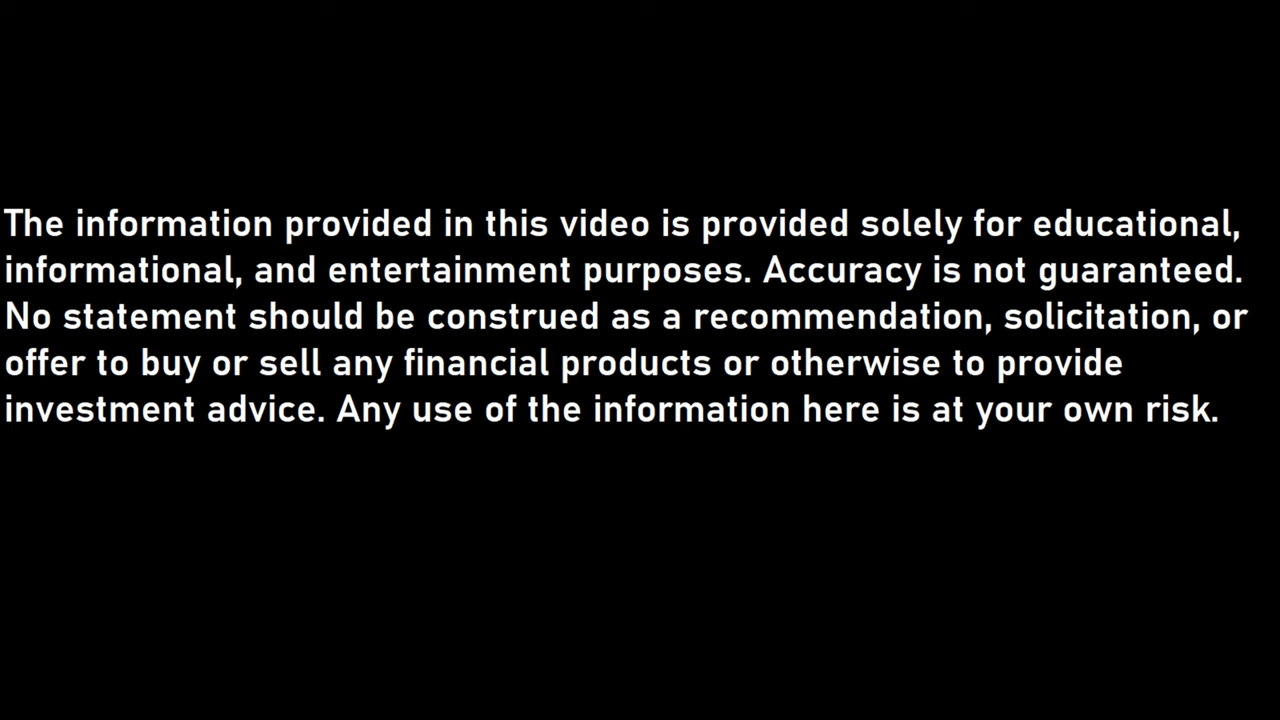 The information provided in this video is provided solely for educational,
informational, and entertainment purposes. Accuracy is not guaranteed.
No statement should be construed as a recommendation, solicitation, or
offer to buy or sell any financial products or otherwise to provide
investment advice. Any use of the information here is at your own risk.